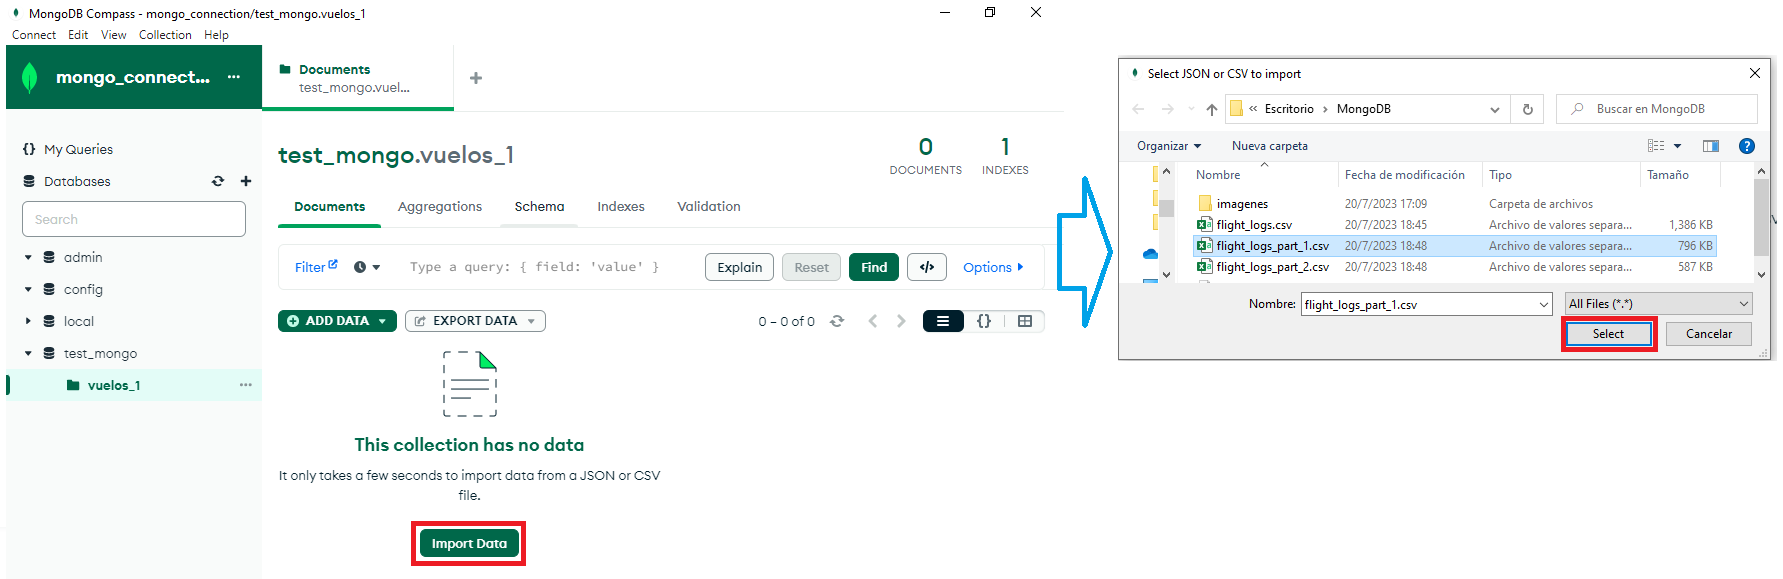 MongoDB Compass - mongo_connection/test_mongo.vuelos_1
Connect Edit View Collection Help
mongo_connect... ...
Documents
test_mongo.vuel...
+
My Queries
Databases
Search
admin
config
local
test_mongo
vuelos_1 ...
test_mongo.vuelos_1
0
DOCUMENTS
1
INDEXES
Documents Aggregations Schema Indexes Validation
Filter Type a query: { field: 'value' } Explain Reset Find </> Options
ADD DATA EXPORT DATA 0 – 0 of 0 {}
This collection has no data
It only takes a few seconds to import data from a JSON or CSV
file.
Import Data
Select JSON or CSV to import
« Escritorio › MongoDB
Buscar en MongoDB
Organizar Nueva carpeta ?
Nombre Fecha de modificación Tipo Tamaño
imagenes 20/7/2023 17:09 Carpeta de archivos
flight_logs.csv 20/7/2023 18:45 Archivo de valores separa... 1,386 KB
flight_logs_part_1.csv 20/7/2023 18:48 Archivo de valores separa... 796 KB
flight_logs_part_2.csv 20/7/2023 18:48 Archivo de valores separa... 587 KB
Nombre: flight_logs_part_1.csv All Files (*.*)
Select Cancelar